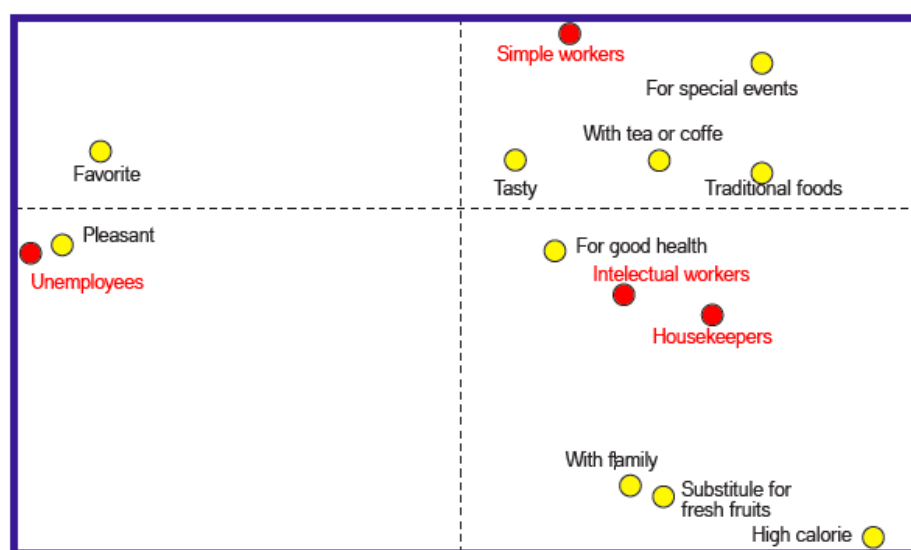 Simple workers
For special events
With tea or coffe
Favorite
Tasty
Traditional foods
Pleasant
For good health
Unemployees
Intelectual workers
Housekeepers
With family
Substitule for
fresh fruits
High calorie